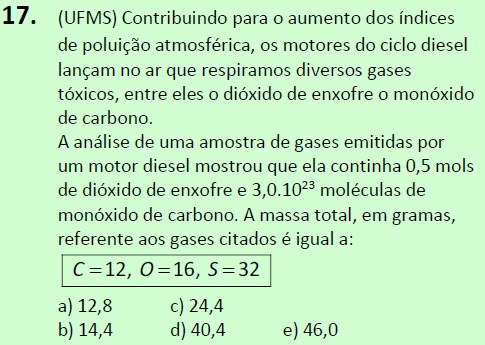 17. (UFMS) Contribuindo para o aumento dos índices
de poluição atmosférica, os motores do ciclo diesel
lançam no ar que respiramos diversos gases
tóxicos, entre eles o dióxido de enxofre o monóxido
de carbono.
A análise de uma amostra de gases emitidas por
um motor diesel mostrou que ela continha 0,5 mols
de dióxido de enxofre e 3,0.10²³ moléculas de
monóxido de carbono. A massa total, em gramas,
referente aos gases citados é igual a:
C=12, O=16, S=32
a) 12,8 c) 24,4
b) 14,4 d) 40,4 e) 46,0